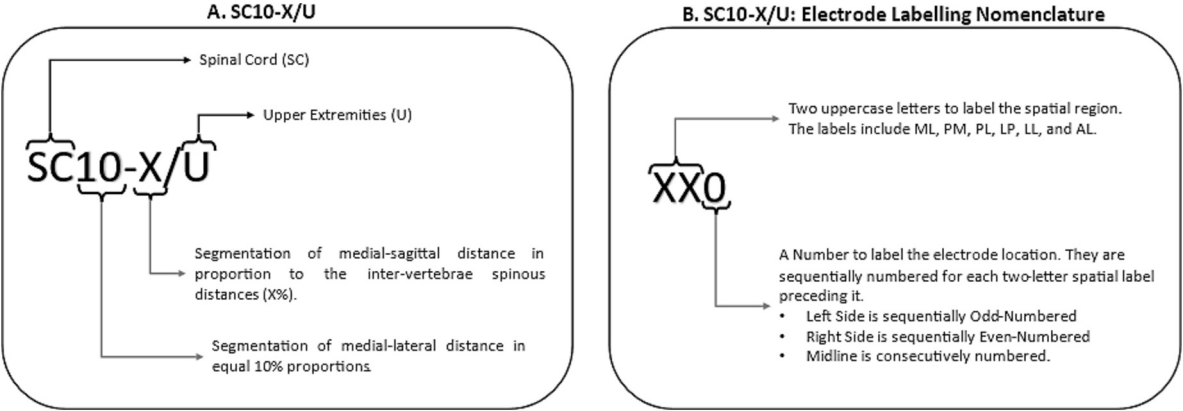 A. SC10-X/U
Spinal Cord (SC)
Upper Extremities (U)
SC10-X/U
Segmentation of medial-sagittal distance in
proportion to the inter-vertebrae spinous
distances (X%).
Segmentation of medial-lateral distance in
equal 10% proportions.
B. SC10-X/U: Electrode Labelling Nomenclature
Two uppercase letters to label the spatial region.
The labels include ML, PM, PL, LP, LL, and AL.
XX0
A Number to label the electrode location. They are
sequentially numbered for each two-letter spatial label
preceding it.
• Left Side is sequentially Odd-Numbered
• Right Side is sequentially Even-Numbered
• Midline is consecutively numbered.